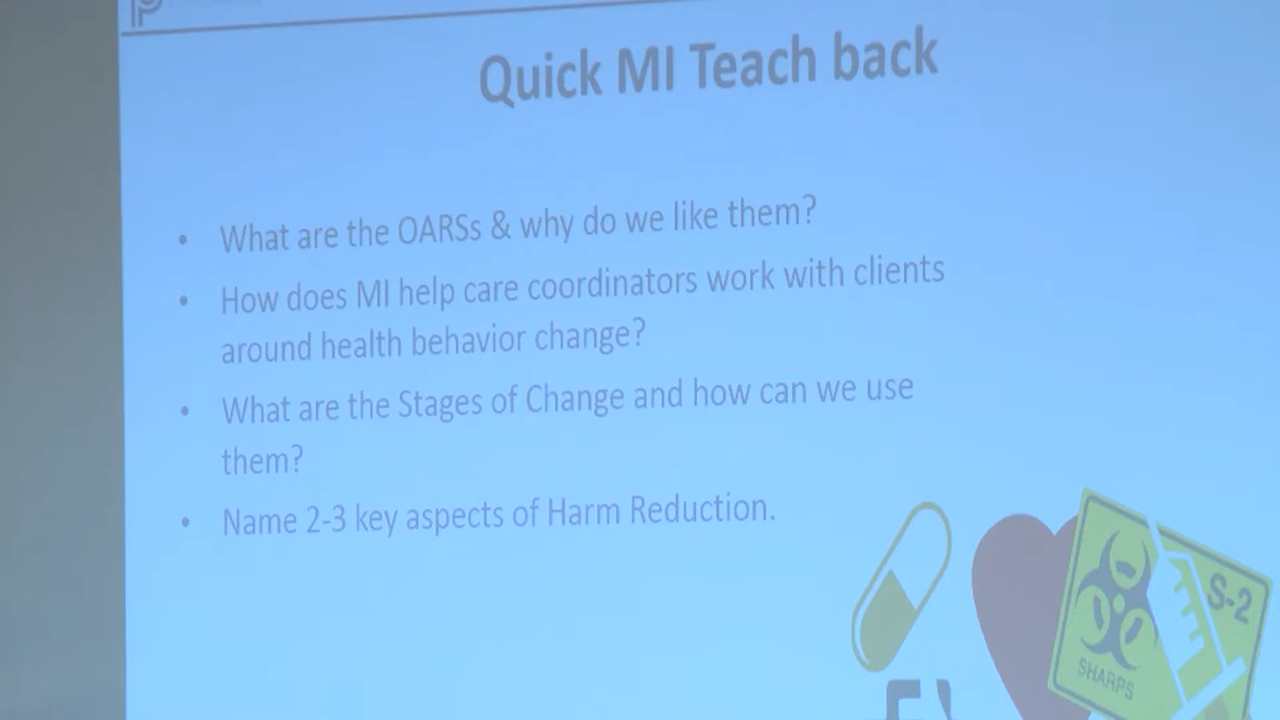 Quick MI Teach back
• What are the OARSs & why do we like them?
• How does MI help care coordinators work with clients
around health behavior change?
• What are the Stages of Change and how can we use
them?
• Name 2-3 key aspects of Harm Reduction.
S-2
SHARPS